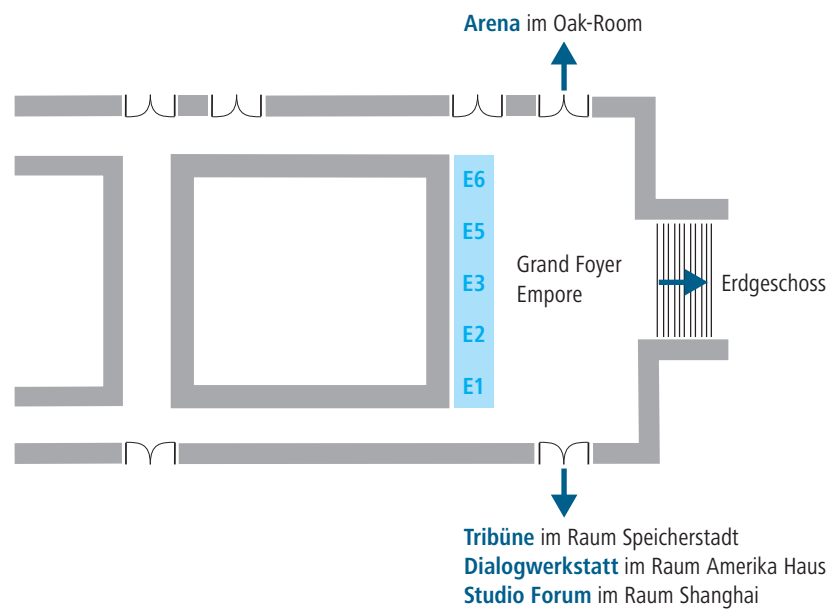 Arena im Oak-Room
E6
E5
E3
E2
E1
Grand Foyer
Empore
Erdgeschoss
Tribüne im Raum Speicherstadt
Dialogwerkstatt im Raum Amerika Haus
Studio Forum im Raum Shanghai